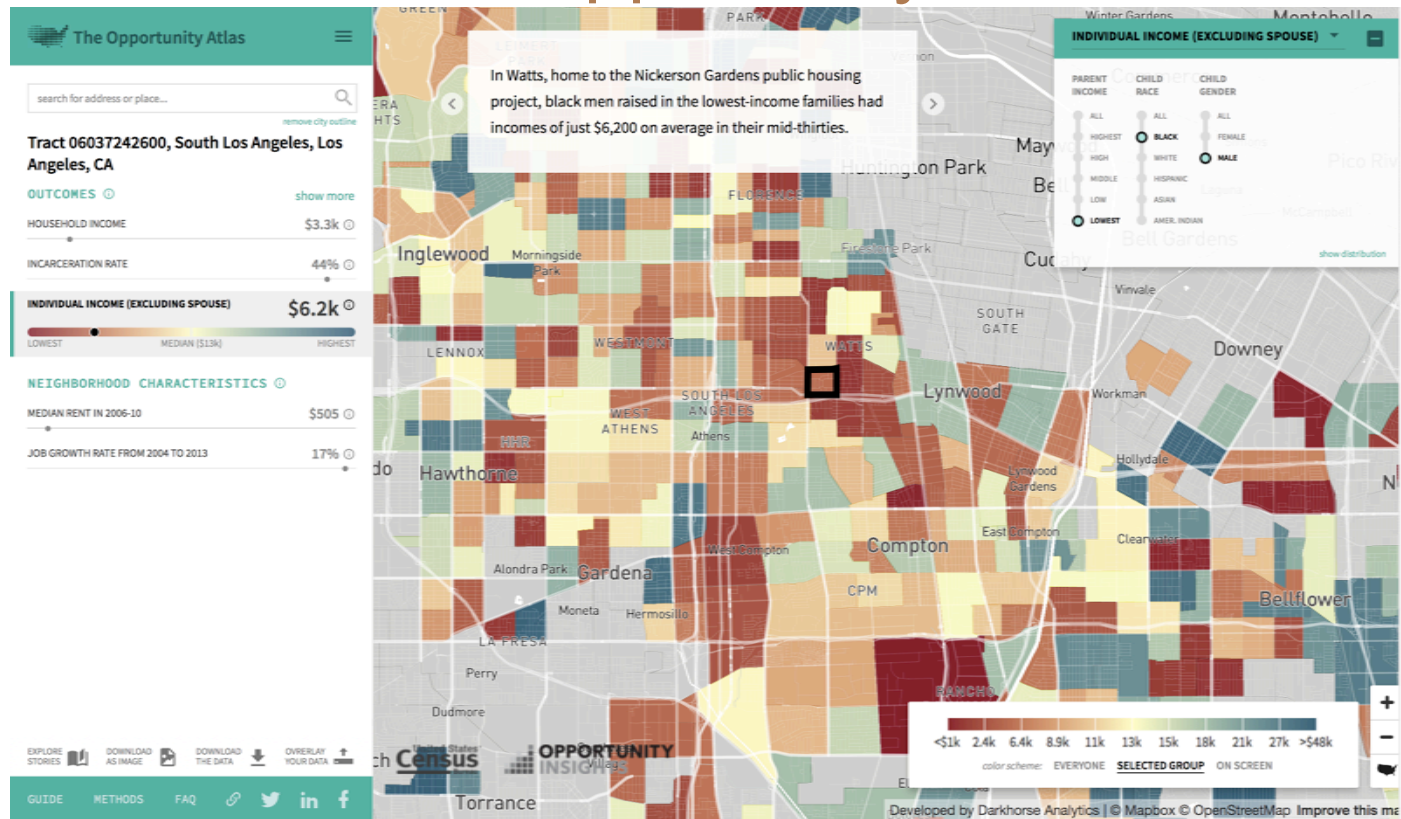 The Opportunity Atlas
search for address or place...
remove city outline
Tract 06037242600, South Los Angeles, Los
Angeles, CA
OUTCOMES
show more
HOUSEHOLD INCOME
$3.3k
INCARCERATION RATE
44%
INDIVIDUAL INCOME (EXCLUDING SPOUSE)
$6.2k
LOWEST
MEDIAN ($13k)
HIGHEST
NEIGHBORHOOD CHARACTERISTICS
MEDIAN RENT IN 2006-10
$505
JOB GROWTH RATE FROM 2004 TO 2013
17%
EXPLORE
STORIES
DOWNLOAD
AS IMAGE
DOWNLOAD
THE DATA
OVRERLAY
YOUR DATA
GUIDE
METHODS
FAQ
In Watts, home to the Nickerson Gardens public housing
project, black men raised in the lowest-income families had
incomes of just $6,200 on average in their mid-thirties.
INDIVIDUAL INCOME (EXCLUDING SPOUSE)
PARENT
INCOME
CHILD
RACE
CHILD
GENDER
ALL
HIGHEST
HIGH
MIDDLE
LOW
LOWEST
ALL
BLACK
WHITE
HISPANIC
ASIAN
AMER. INDIAN
ALL
FEMALE
MALE
show distribution
GREEN
PARK
Winter Gardens
Montebello
Huntington Park
Bell Gardens
FLORENCE
Inglewood
Morningside
Park
Firestone Park
Cudahy
Vinvale
SOUTH
GATE
LENNOX
WESTMONT
WATTS
Downey
SOUTH LOS
ANGELES
Lynwood
Workman
WEST
ATHENS
Athens
HHR
Hawthorne
Lynwood
Gardens
Hollydale
West Compton
Compton
East Compton
Clearwater
Alondra Park
Gardena
CPM
Moneta
Hermosillo
Bellflower
LA FRESA
Perry
RANCHO
Dudmore
Torrance
United States
Census
OPPORTUNITY
INSIGHTS
Village
<$1k 2.4k 6.4k 8.9k 11k 13k 15k 18k 21k 27k >$48k
color scheme: EVERYONE SELECTED GROUP ON SCREEN
Developed by Darkhorse Analytics | © Mapbox © OpenStreetMap Improve this ma